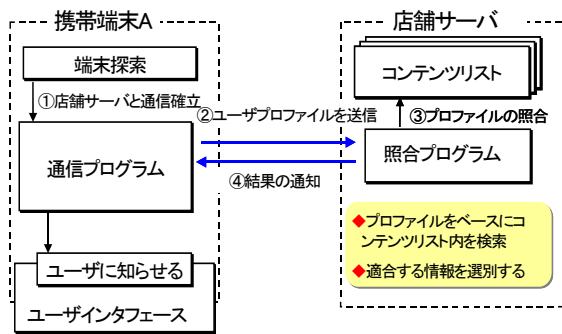 携帯端末A
端末探索
①店舗サーバと通信確立
通信プログラム
ユーザに知らせる
ユーザインタフェース
②ユーザプロファイルを送信
④結果の通知
店舗サーバ
コンテンツリスト
③プロファイルの照合
照合プログラム
◆プロファイルをベースにコ
ンテンツリスト内を検索
◆適合する情報を選別する